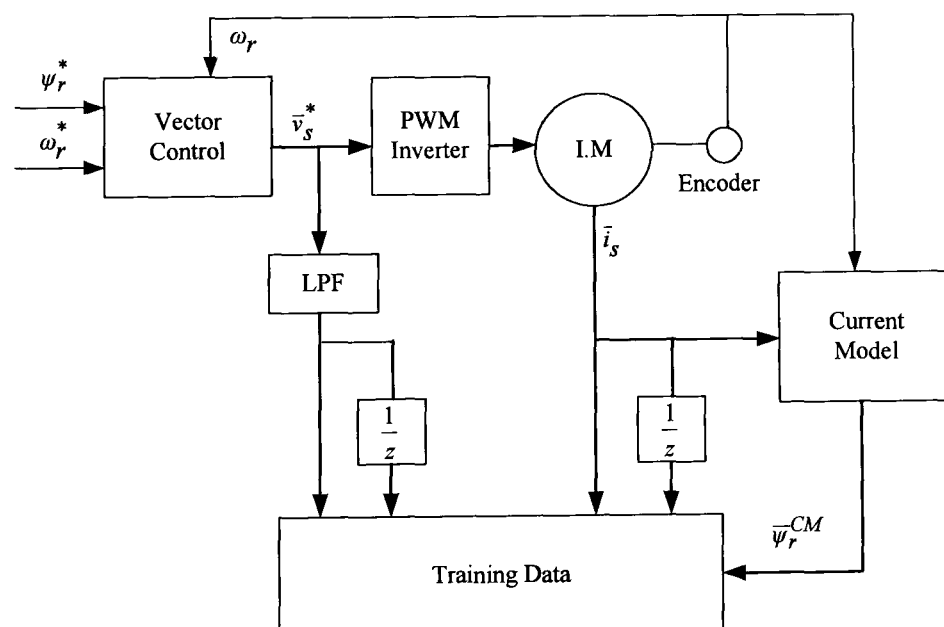 ω_r
ψ_r^*
ω_r^*
Vector
Control
v̄_s^*
PWM
Inverter
I.M
Encoder
ī_s
LPF
Current
Model
1
z
1
z
ψ̄_r^{CM}
Training Data